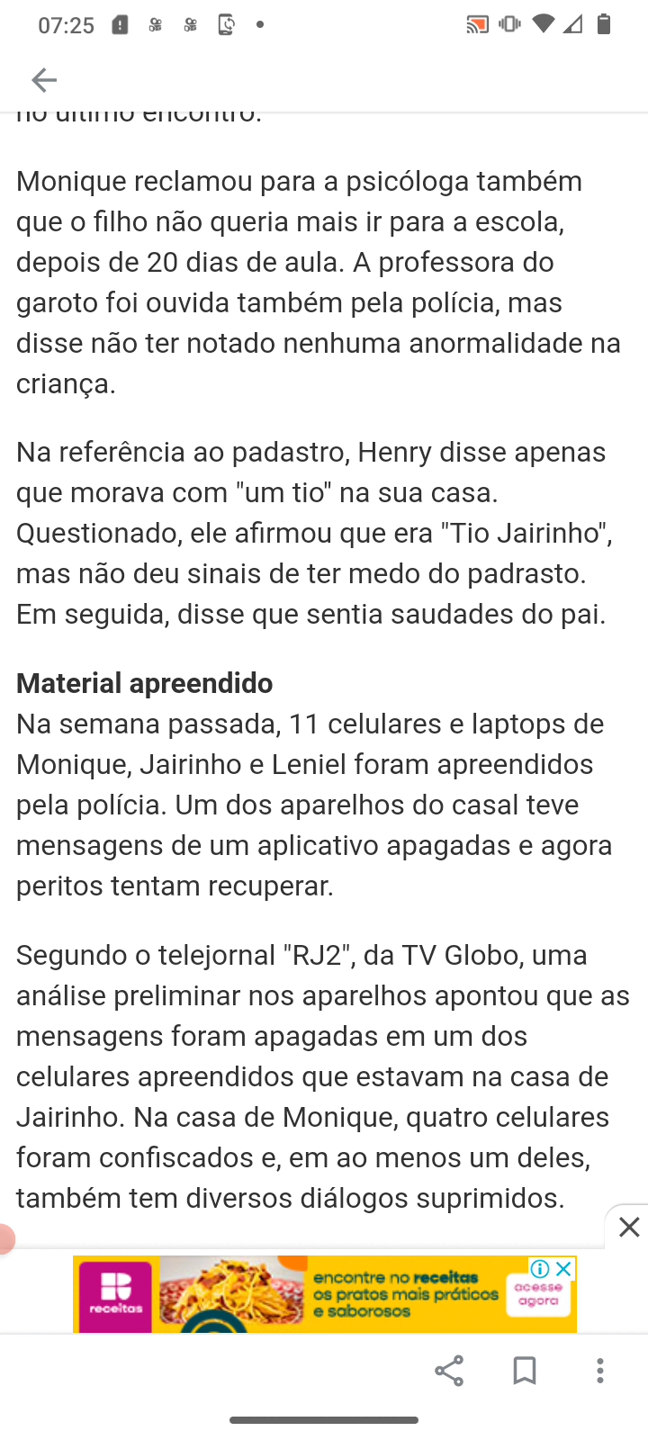 07:25
no último encontro.
Monique reclamou para a psicóloga também
que o filho não queria mais ir para a escola,
depois de 20 dias de aula. A professora do
garoto foi ouvida também pela polícia, mas
disse não ter notado nenhuma anormalidade na
criança.
Na referência ao padastro, Henry disse apenas
que morava com "um tio" na sua casa.
Questionado, ele afirmou que era "Tio Jairinho",
mas não deu sinais de ter medo do padrasto.
Em seguida, disse que sentia saudades do pai.
Material apreendido
Na semana passada, 11 celulares e laptops de
Monique, Jairinho e Leniel foram apreendidos
pela polícia. Um dos aparelhos do casal teve
mensagens de um aplicativo apagadas e agora
peritos tentam recuperar.
Segundo o telejornal "RJ2", da TV Globo, uma
análise preliminar nos aparelhos apontou que as
mensagens foram apagadas em um dos
celulares apreendidos que estavam na casa de
Jairinho. Na casa de Monique, quatro celulares
foram confiscados e, em ao menos um deles,
também tem diversos diálogos suprimidos.
R
receitas
encontre no receitas
os pratos mais práticos
e saborosos
acesse
agora